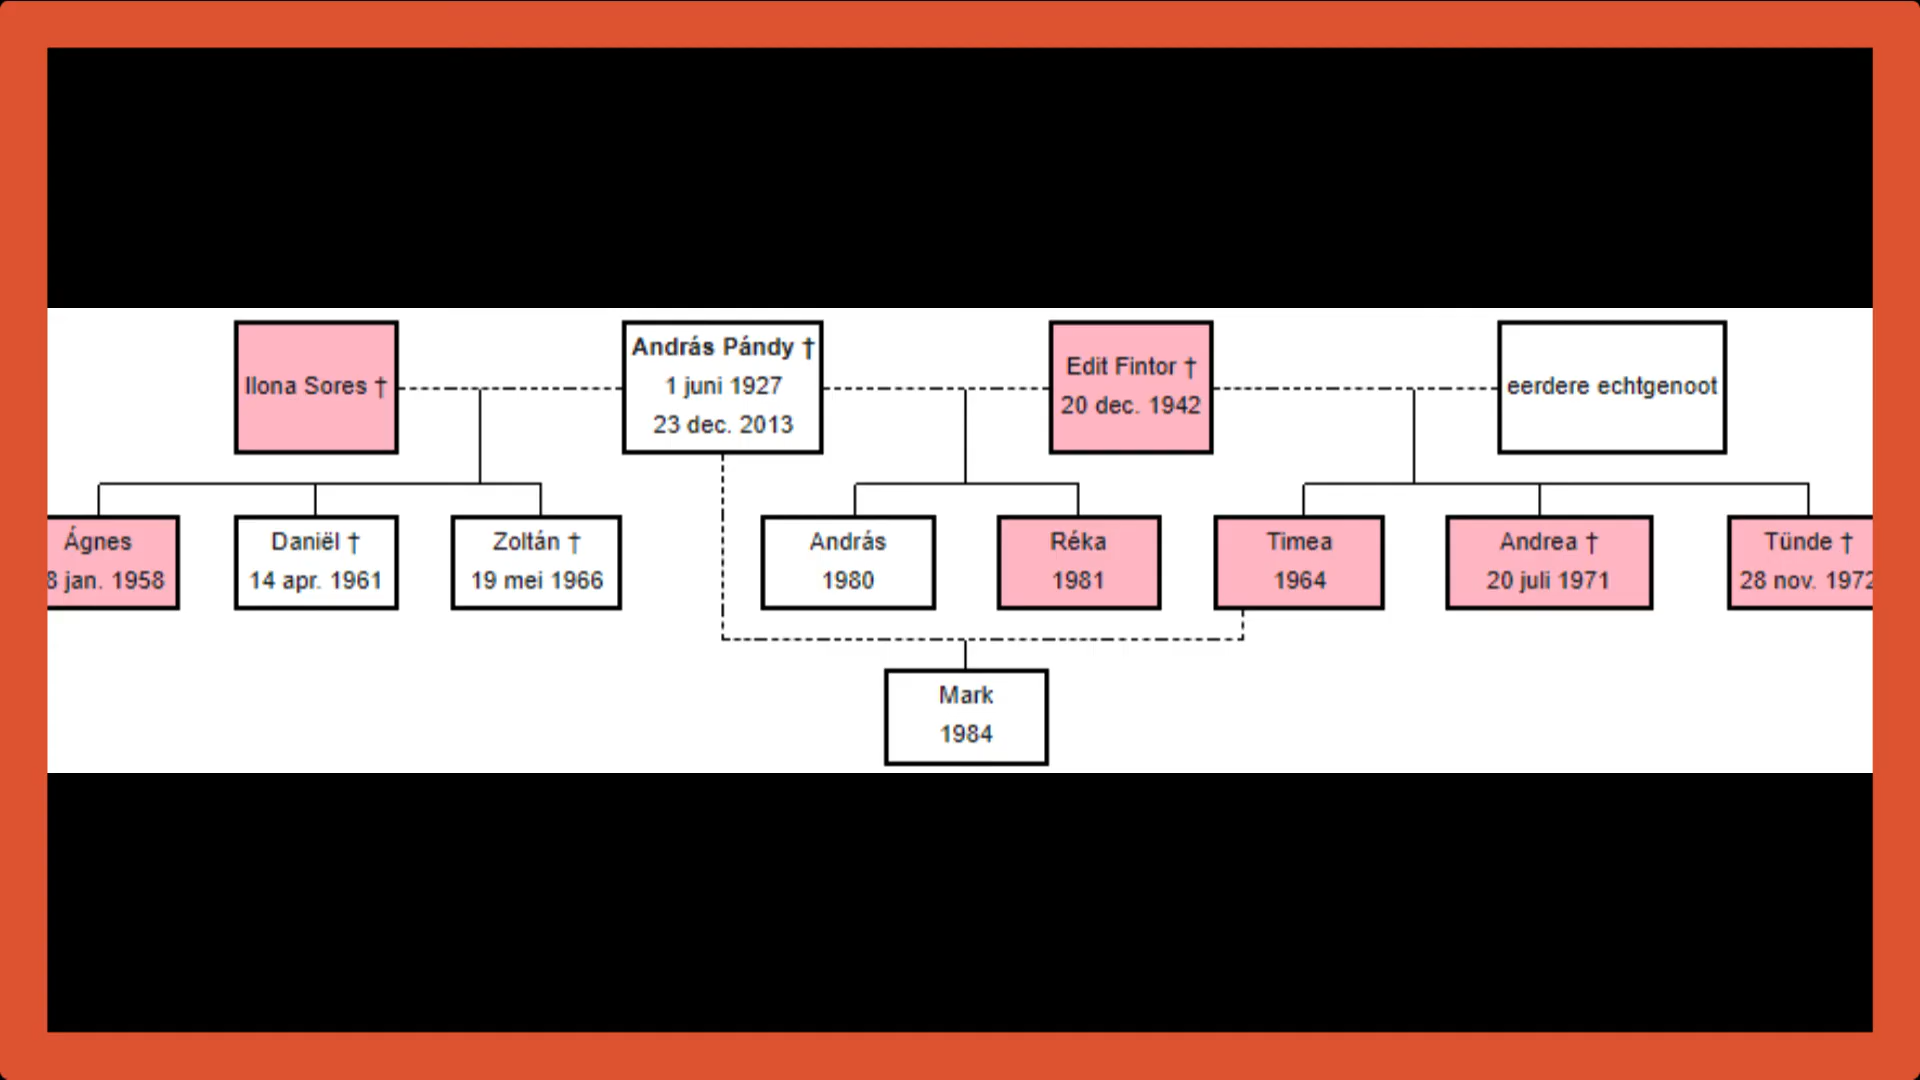 Ilona Sores †
András Pándy †
1 juni 1927
23 dec. 2013
Edit Fintor †
20 dec. 1942
eerdere echtgenoot
Ágnes
8 jan. 1958
Daniël †
14 apr. 1961
Zoltán †
19 mei 1966
András
1980
Réka
1981
Timea
1964
Andrea †
20 juli 1971
Tünde †
28 nov. 1972
Mark
1984